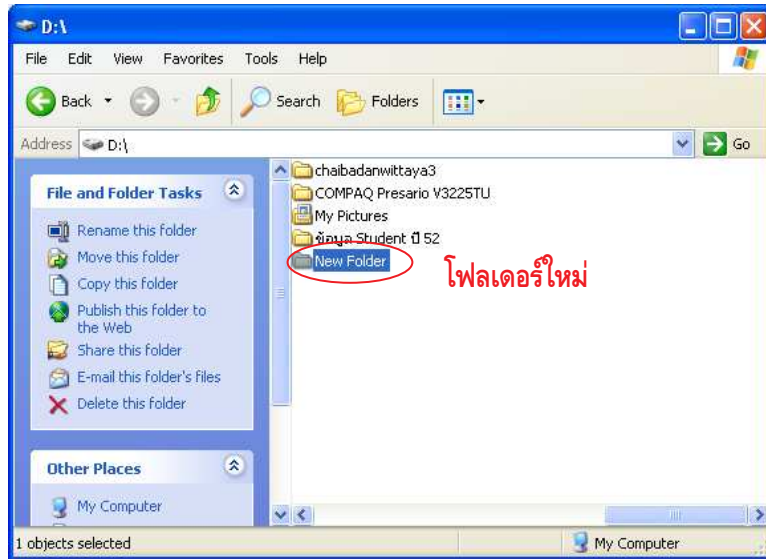 D:\
File Edit View Favorites Tools Help
Back Search Folders
Address D:\ Go
File and Folder Tasks
Rename this folder
Move this folder
Copy this folder
Publish this folder to
the Web
Share this folder
E-mail this folder's files
Delete this folder
Other Places
My Computer
chaibadanwittaya3
COMPAQ Presario V3225TU
My Pictures
ข้อมูล Student ปี 52
New Folder
โฟลเดอร์ใหม่
1 objects selected
My Computer